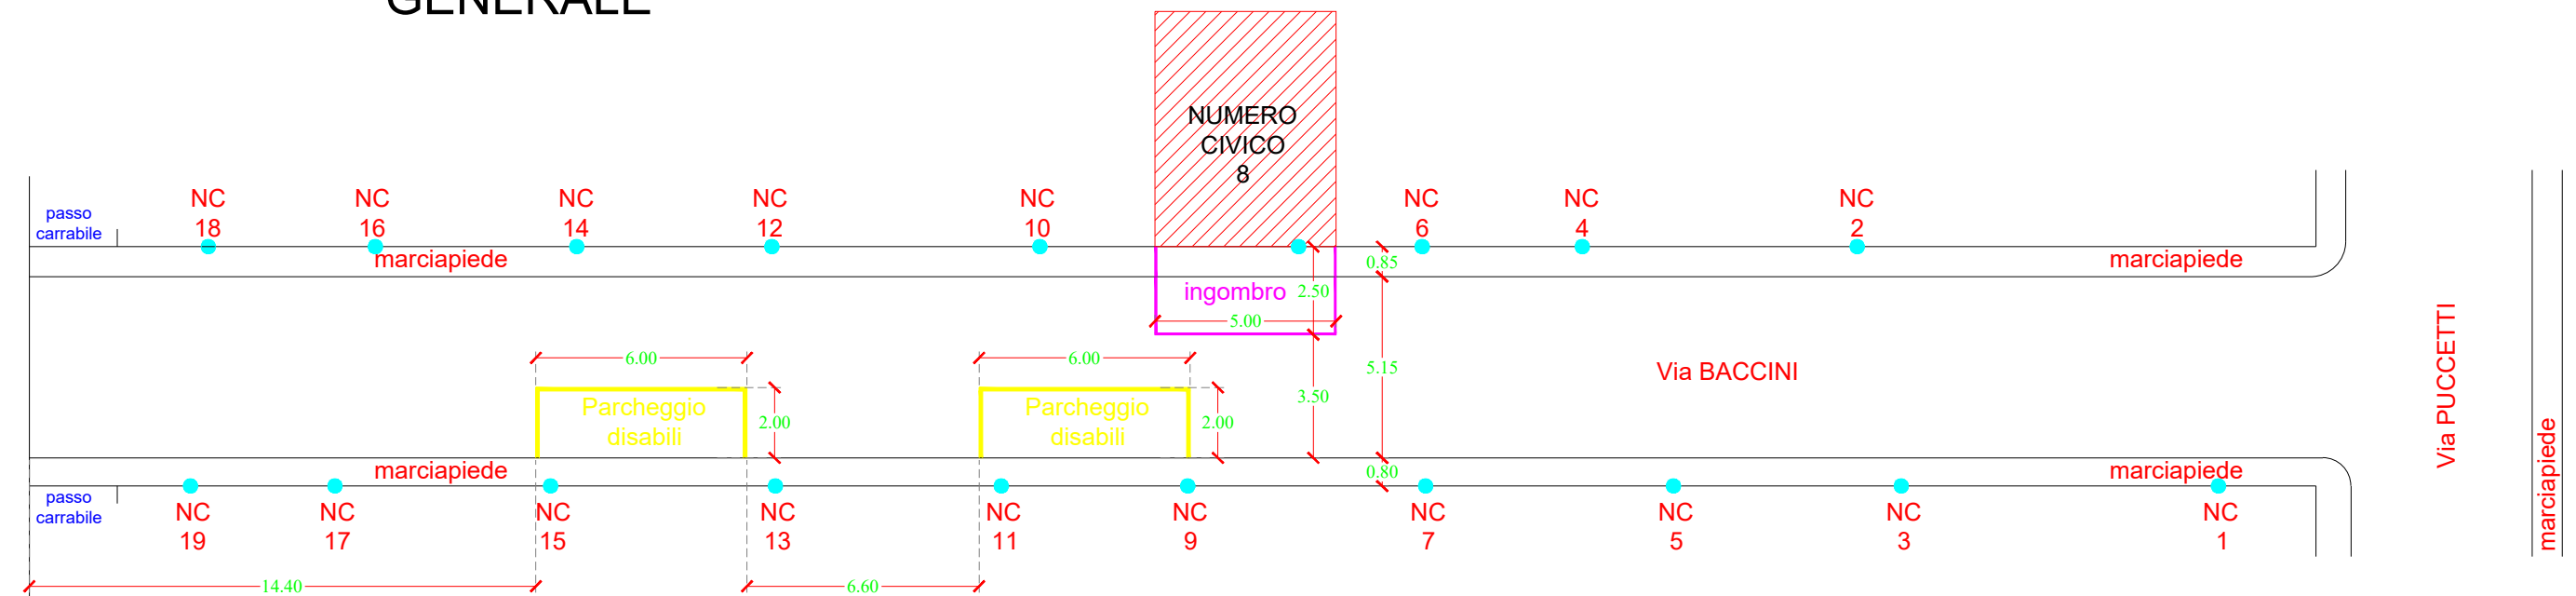 GENERALE
NUMERO
CIVICO
8
passo
carrabile
NC
18
NC
16
NC
14
NC
12
NC
10
NC
6
NC
4
NC
2
marciapiede
marciapiede
0.85
ingombro
2.50
5.00
6.00
6.00
5.15
Via BACCINI
Via PUCCETTI
marciapiede
Parcheggio
disabili
2.00
Parcheggio
disabili
2.00
3.50
marciapiede
0.80
marciapiede
passo
carrabile
NC
19
NC
17
NC
15
NC
13
NC
11
NC
9
NC
7
NC
5
NC
3
NC
1
14.40
6.60